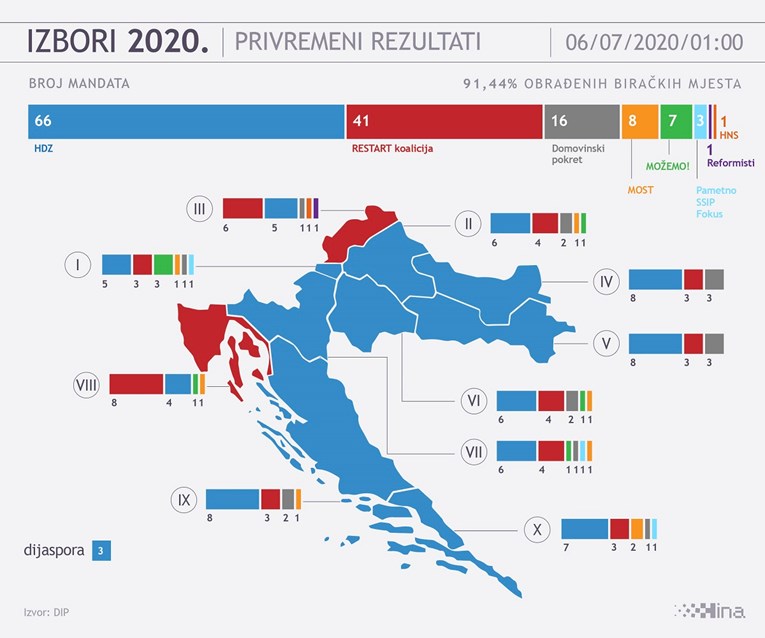 IZBORI 2020. PRIVREMENI REZULTATI 06/07/2020/01:00
BROJ MANDATA 91,44% OBRAĐENIH BIRAČKIH MJESTA
66 41 16 8 7 3 1
HNS
HDZ RESTART koalicija Domovinski
pokret
1
Reformisti
MOŽEMO!
MOST Pametno
SSIP
Fokus
III
6 5 1 1 1
II
6 4 2 1 1
I
5 3 3 1 1 1
IV
8 3 3
V
8 3 3
VIII
8 4 1 1
VI
6 4 2 1 1
VII
6 4 1 1 1 1
IX
8 3 2 1
X
7 3 2 1 1
dijaspora 3
Izvor: DIP
Hina